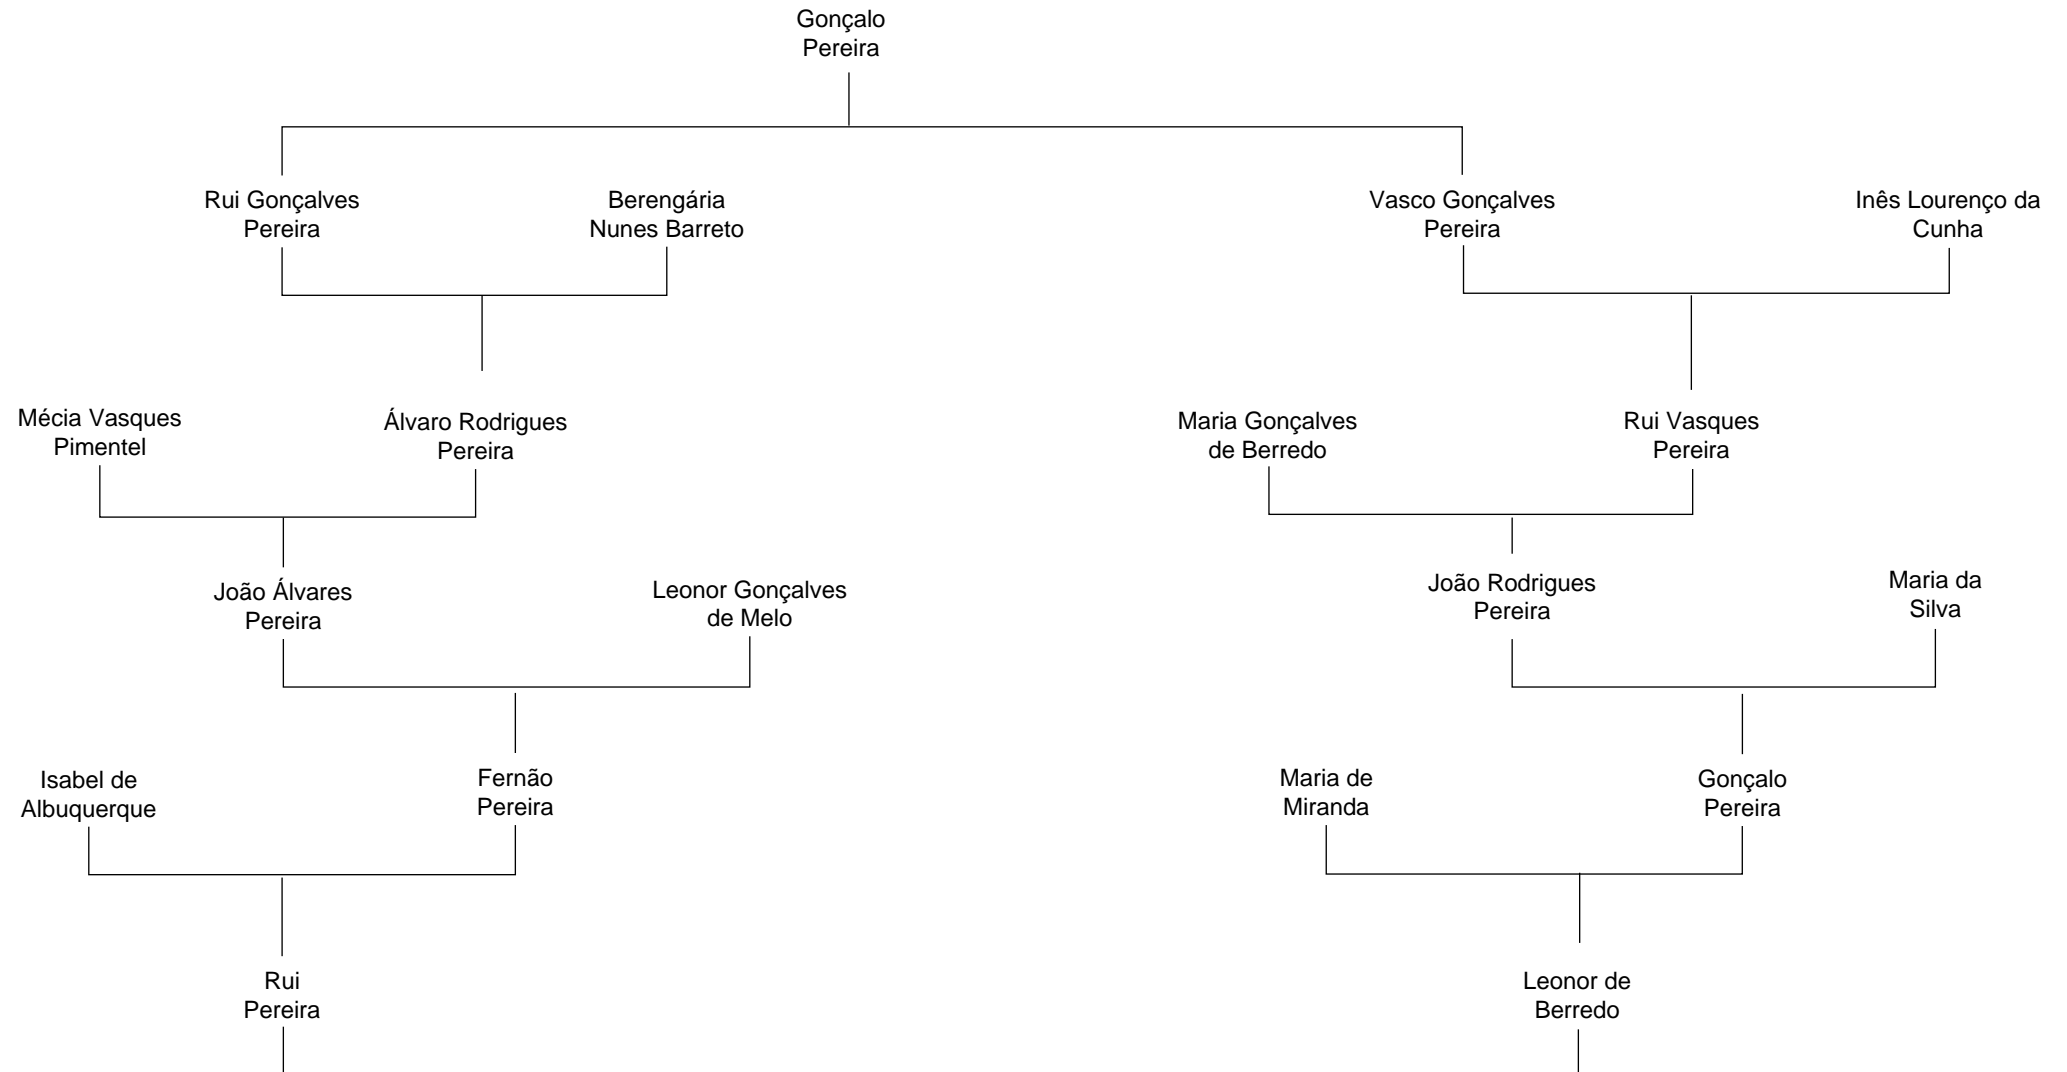 Gonçalo
Pereira
Rui Gonçalves
Pereira
Berengária
Nunes Barreto
Vasco Gonçalves
Pereira
Inês Lourenço da
Cunha
Mécia Vasques
Pimentel
Álvaro Rodrigues
Pereira
Maria Gonçalves
de Berredo
Rui Vasques
Pereira
João Álvares
Pereira
Leonor Gonçalves
de Melo
João Rodrigues
Pereira
Maria da
Silva
Isabel de
Albuquerque
Fernão
Pereira
Maria de
Miranda
Gonçalo
Pereira
Rui
Pereira
Leonor de
Berredo